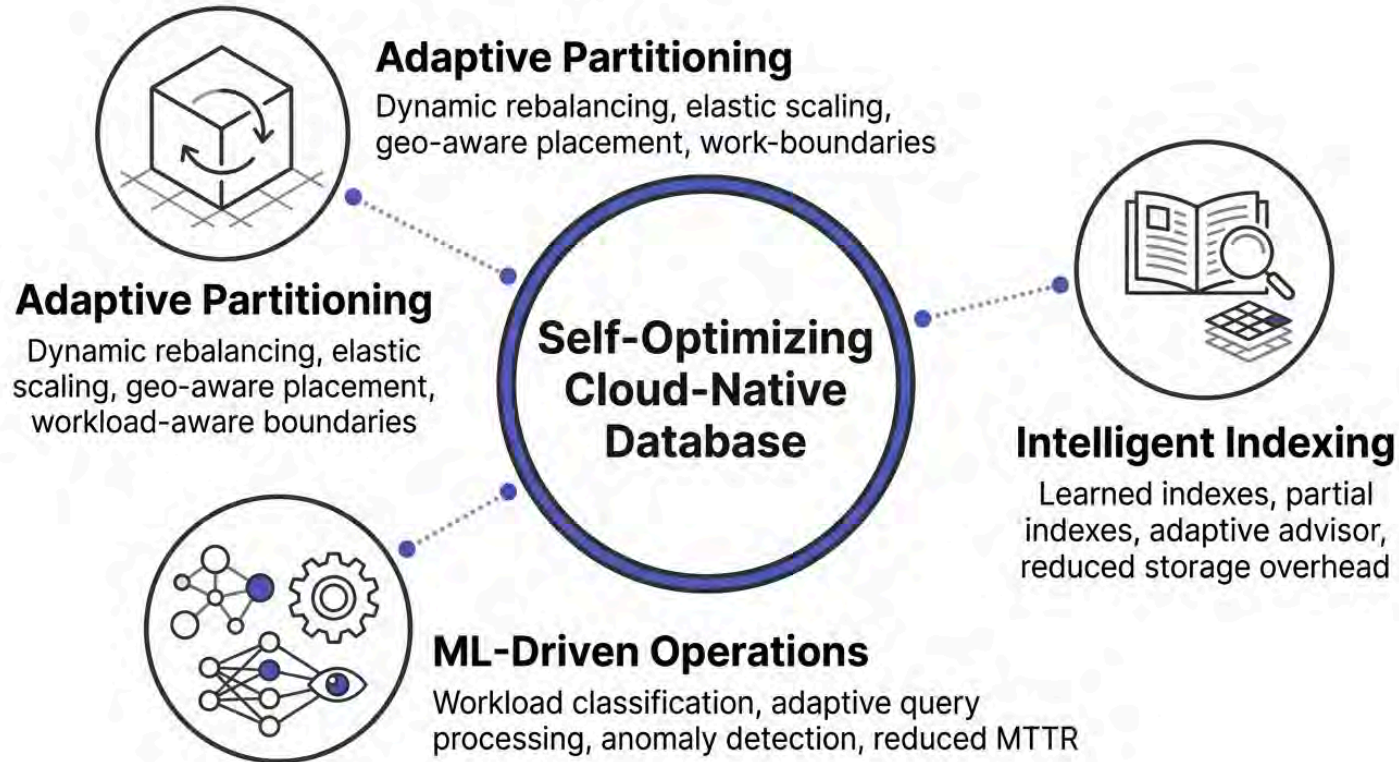 Adaptive Partitioning
Dynamic rebalancing, elastic scaling,
geo-aware placement, work-boundaries
Adaptive Partitioning
Dynamic rebalancing, elastic
scaling, geo-aware placement,
workload-aware boundaries
Self-Optimizing
Cloud-Native
Database
Intelligent Indexing
Learned indexes, partial
indexes, adaptive advisor,
reduced storage overhead
ML-Driven Operations
Workload classification, adaptive query
processing, anomaly detection, reduced MTTR